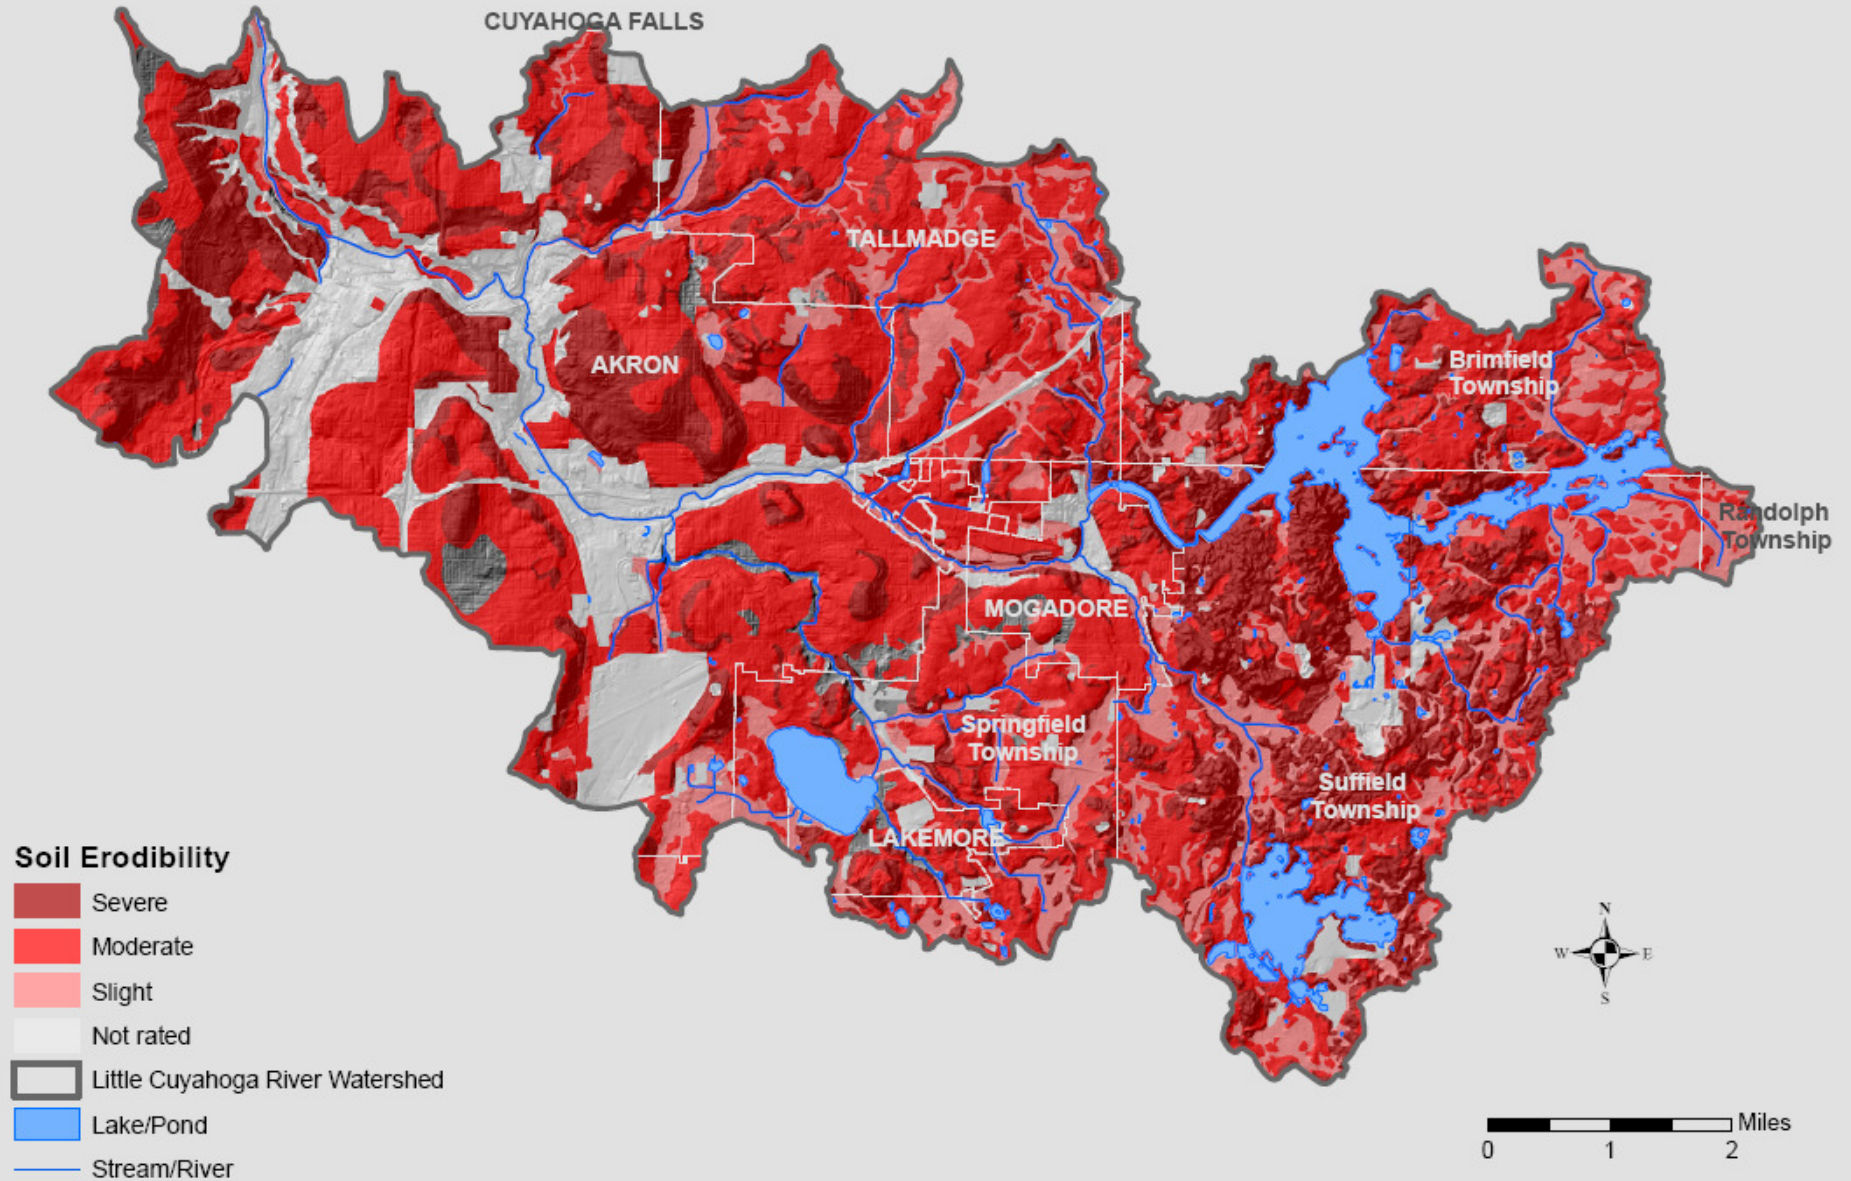 CUYAHOGA FALLS
TALLMADGE
AKRON
Brimfield
Township
Randolph
Township
MOGADORE
Springfield
Township
Suffield
Township
LAKEMORE
Soil Erodibility
Severe
Moderate
Slight
Not rated
Little Cuyahoga River Watershed
Lake/Pond
Stream/River
N
W
E
S
Miles
0 1 2